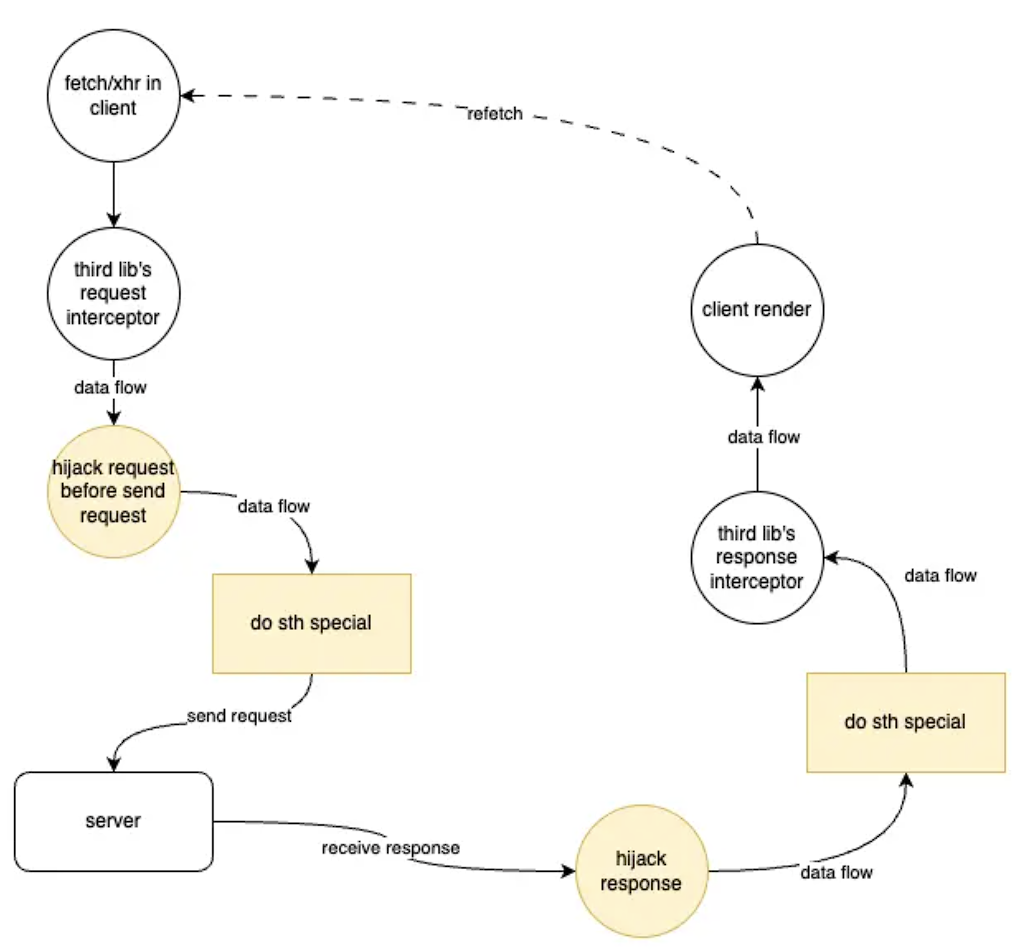 fetch/xhr in
client
refetch
third lib's
request
interceptor
client render
data flow
data flow
hijack request
before send
request
data flow
third lib's
response
interceptor
data flow
do sth special
send request
do sth special
server
receive response
hijack
response
data flow